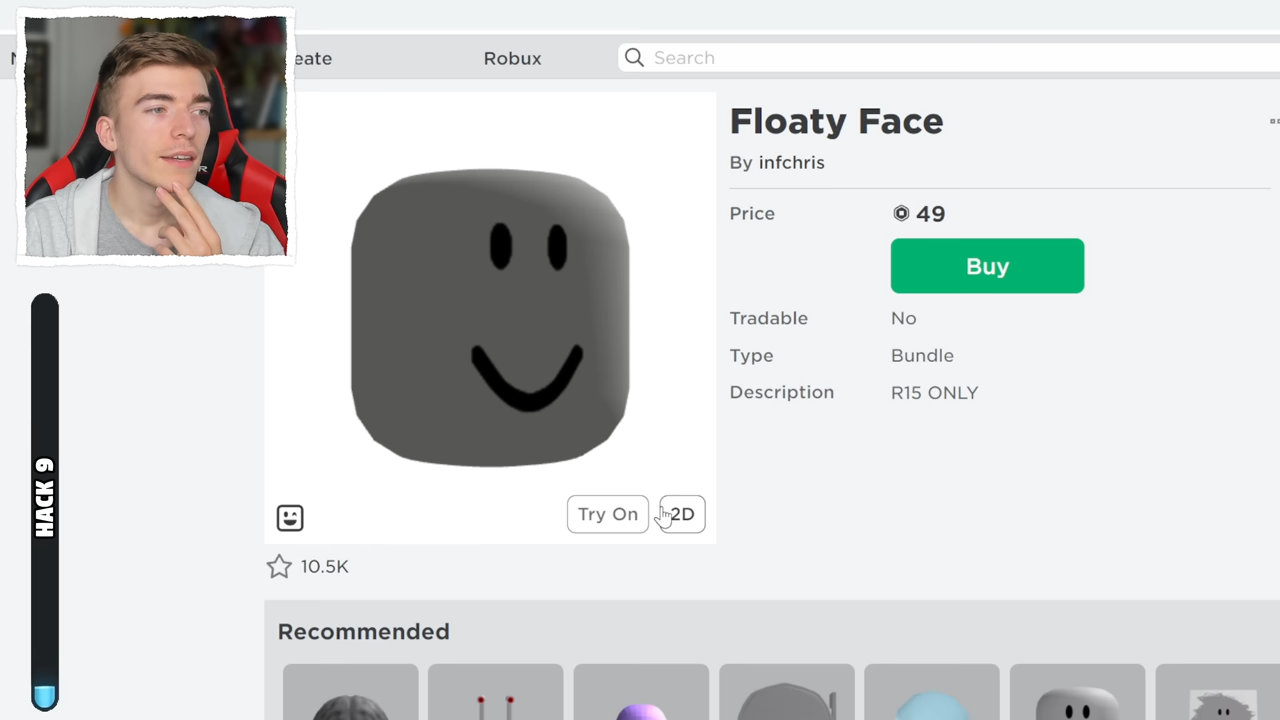 eate
Robux
Search
Floaty Face
By infchris
Price
49
Buy
Tradable
No
Type
Bundle
Description
R15 ONLY
Try On
2D
10.5K
Recommended
HACK 9